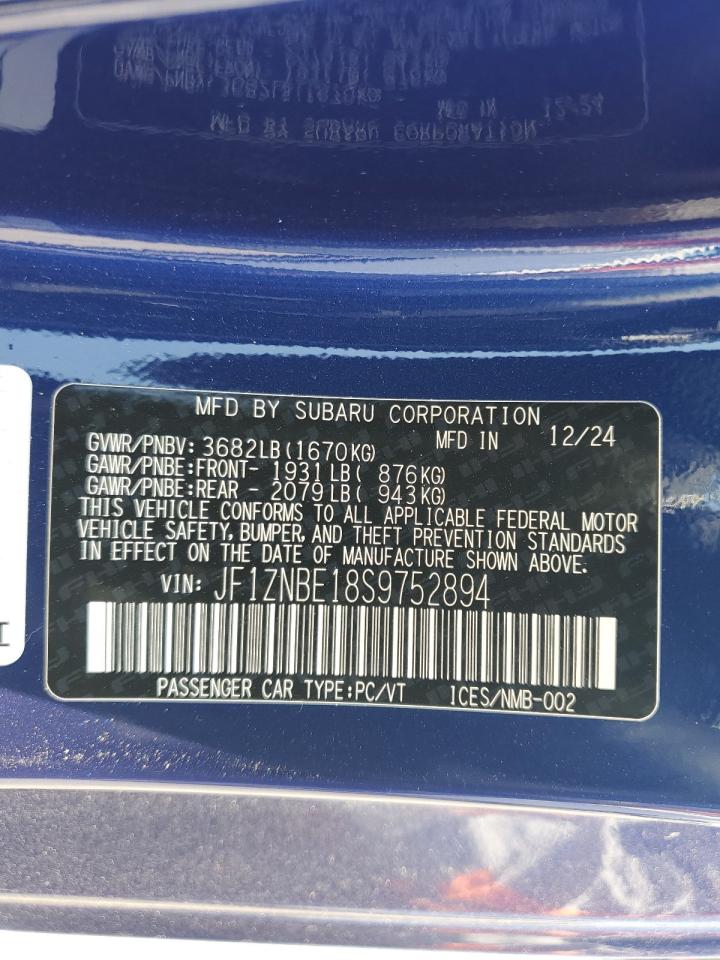 MFD BY SUBARU CORPORATION
GVWR/PNBV: 3682LB(1670KG) MFD IN 12/24
GAWR/PNBE:FRONT- 1931LB( 876KG)
GAWR/PNBE:REAR - 2079LB( 943KG)
THIS VEHICLE CONFORMS TO ALL APPLICABLE FEDERAL MOTOR
VEHICLE SAFETY, BUMPER, AND THEFT PREVENTION STANDARDS
IN EFFECT ON THE DATE OF MANUFACTURE SHOWN ABOVE.
VIN: JF1ZNBE18S9752894
PASSENGER CAR TYPE:PC/VT ICES/NMB-002